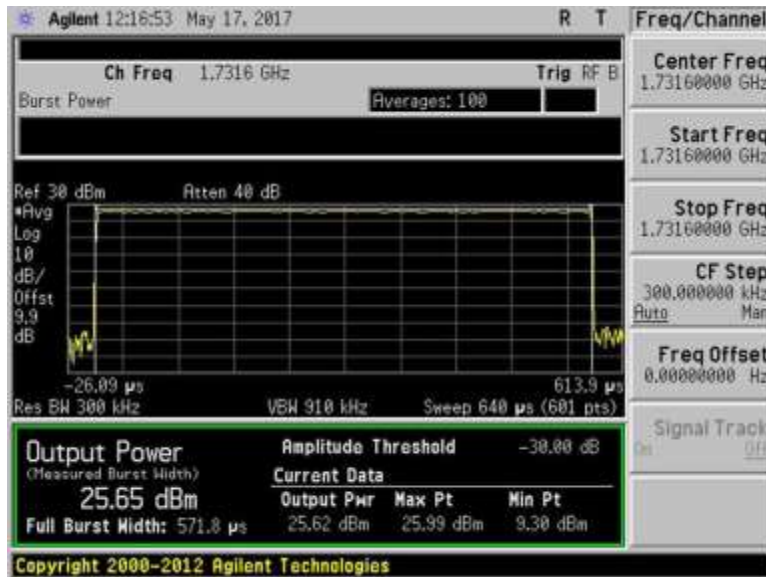 Agilent 12:16:53 May 17, 2017 R T
Freq/Channel
Ch Freq 1.7316 GHz Trig RF B
Burst Power Averages: 100
Center Freq
1.73160000 GHz
Start Freq
1.73160000 GHz
Stop Freq
1.73160000 GHz
CF Step
300.000000 kHz
Auto Man
Freq Offset
0.00000000 Hz
Signal Track
On Off
Ref 30 dBm Atten 40 dB
*Avg
Log
10
dB/
Offst
9.9
dB
-26.09 µs 613.9 µs
Res BW 300 kHz VBW 910 kHz Sweep 640 µs (601 pts)
Output Power
(Measured Burst Width)
25.65 dBm
Full Burst Width: 571.8 µs
Amplitude Threshold -30.00 dB
Current Data
Output Pwr Max Pt Min Pt
25.62 dBm 25.99 dBm 9.30 dBm
Copyright 2000-2012 Agilent Technologies